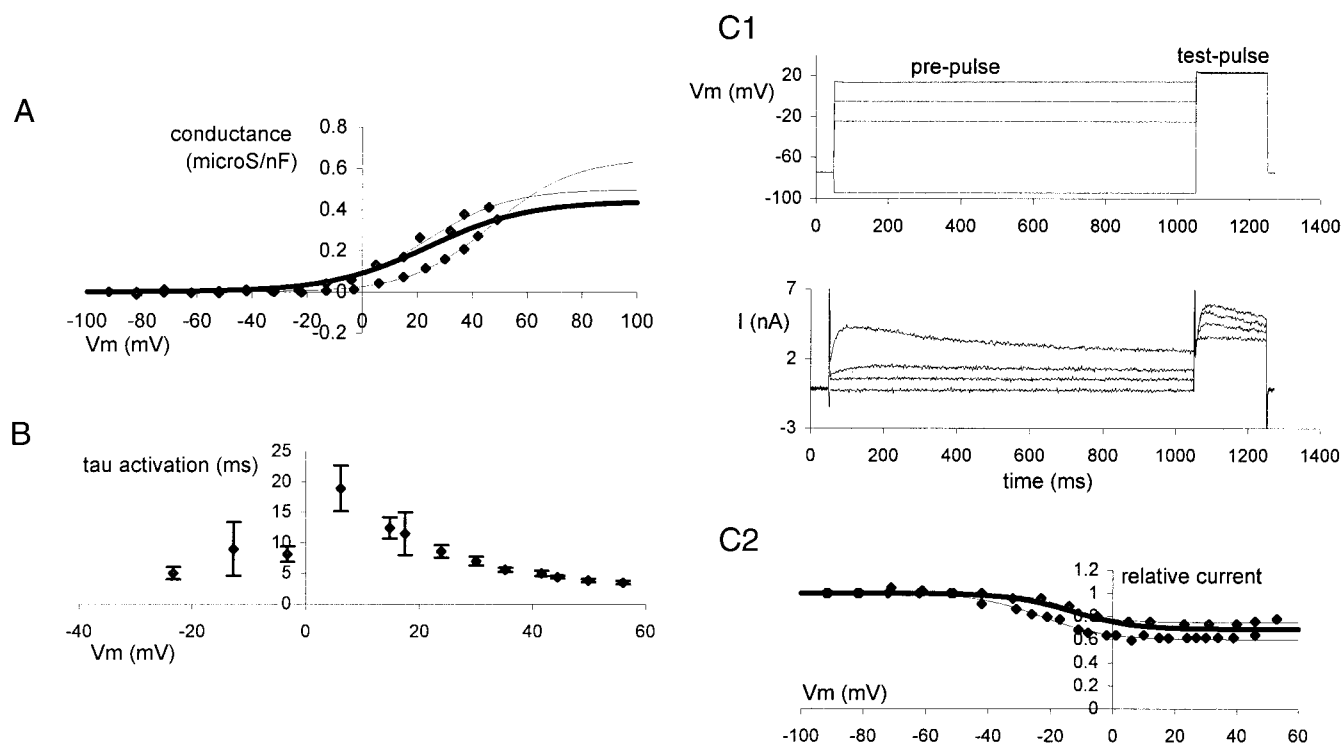 A
conductance
(microS/nF)
0.8
0.6
0.4
0.2
0
-0.2
-100 -80 -60 -40 -20 0 20 40 60 80 100
Vm (mV)
B
tau activation (ms)
25
20
15
10
5
0
-40 -20 0 20 40 60
Vm (mV)
C1
pre-pulse
test-pulse
Vm (mV)
20
-20
-60
-100
0 200 400 600 800 1000 1200 1400
I (nA)
7
2
-3
0 200 400 600 800 1000 1200 1400
time (ms)
C2
relative current
1.2
1
0.8
0.6
0.4
0.2
0
Vm (mV)
-100 -80 -60 -40 -20 0 20 40 60